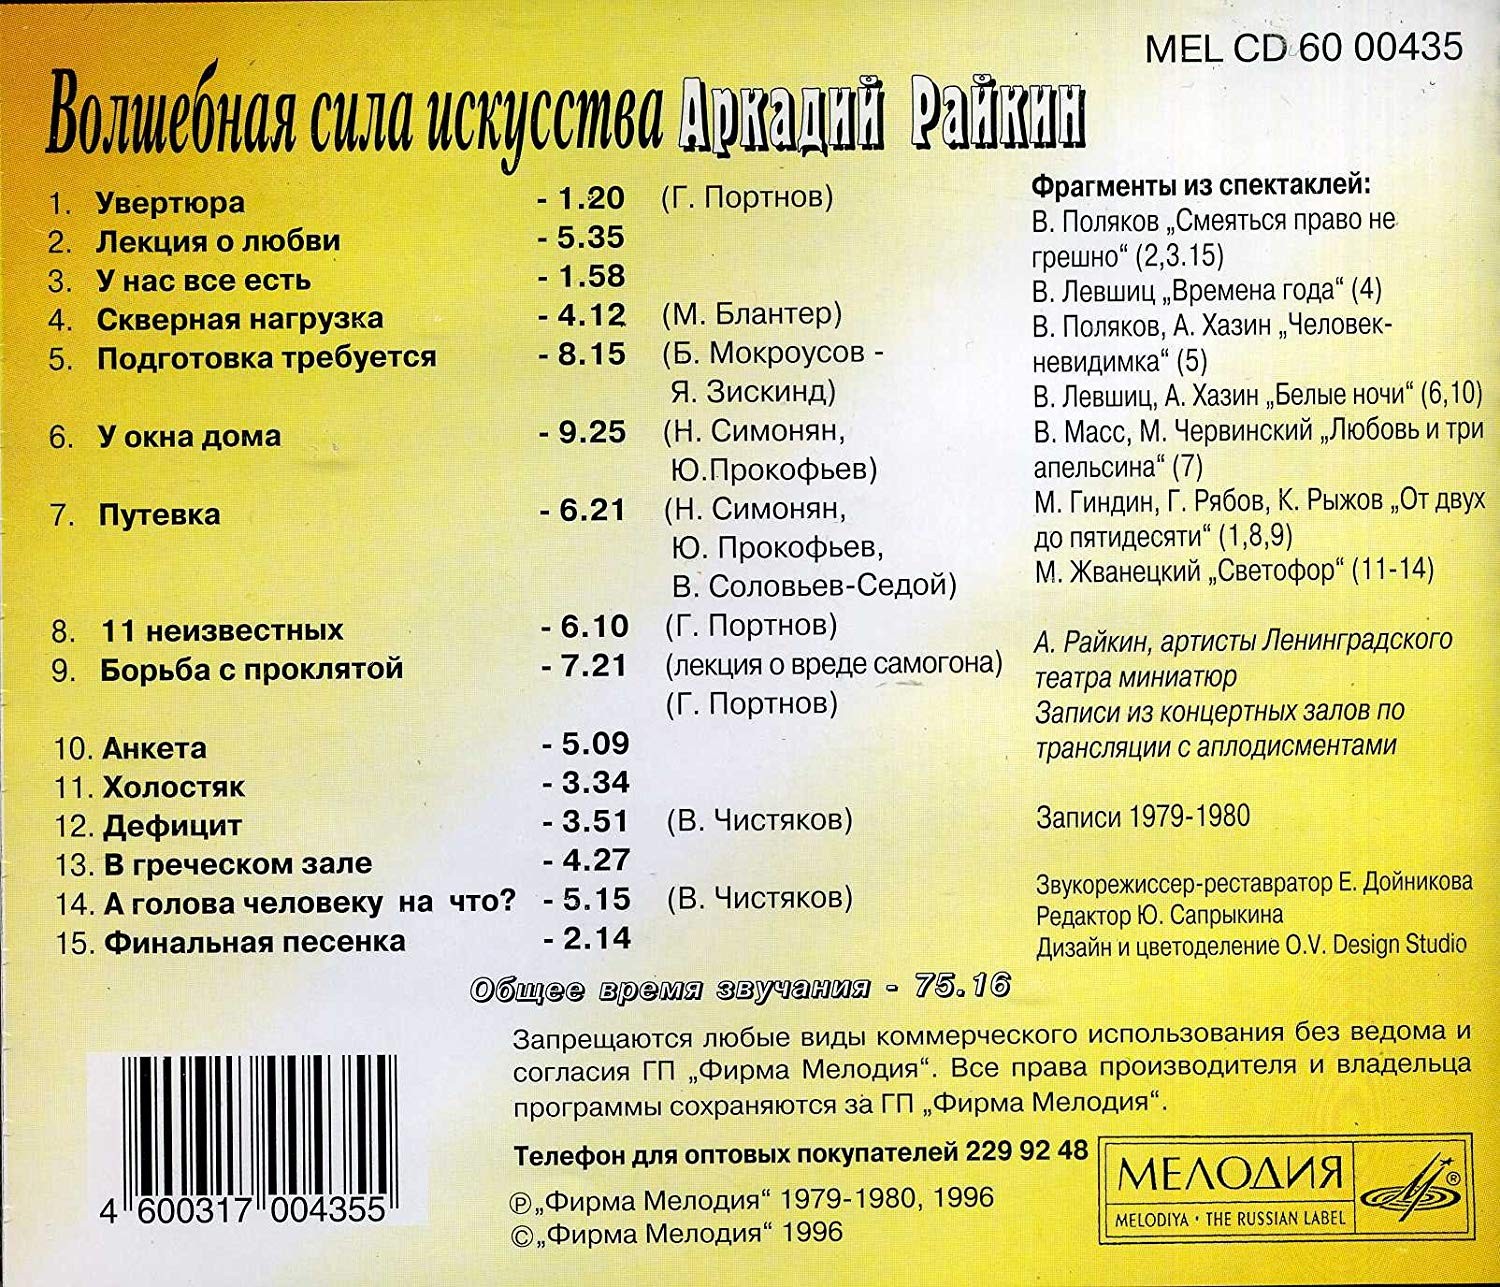 MEL CD 60 00435
Волшебная сила искусства Аркадий Райкин
1. Увертюра - 1.20 (Г. Портнов)
2. Лекция о любви - 5.35
3. У нас все есть - 1.58
4. Скверная нагрузка - 4.12 (М. Блантер)
5. Подготовка требуется - 8.15 (Б. Мокроусов -
Я. Зискинд)
6. У окна дома - 9.25 (Н. Симонян,
Ю.Прокофьев)
7. Путевка - 6.21 (Н. Симонян,
Ю. Прокофьев,
В. Соловьев-Седой)
8. 11 неизвестных - 6.10 (Г. Портнов)
9. Борьба с проклятой - 7.21 (лекция о вреде самогона)
(Г. Портнов)
10. Анкета - 5.09
11. Холостяк - 3.34
12. Дефицит - 3.51 (В. Чистяков)
13. В греческом зале - 4.27
14. А голова человеку на что? - 5.15 (В. Чистяков)
15. Финальная песенка - 2.14
Общее время звучания - 75.16
Фрагменты из спектаклей:
В. Поляков „Смеяться право не
грешно“ (2,3.15)
В. Левшиц „Времена года“ (4)
В. Поляков, А. Хазин „Человек-
невидимка“ (5)
В. Левшиц, А. Хазин „Белые ночи“ (6,10)
В. Масс, М. Червинский „Любовь и три
апельсина“ (7)
М. Гиндин, Г. Рябов, К. Рыжов „От двух
до пятидесяти“ (1,8,9)
М. Жванецкий „Светофор“ (11-14)
А. Райкин, артисты Ленинградского
театра миниатюр
Записи из концертных залов по
трансляции с аплодисментами
Записи 1979-1980
Звукорежиссер-реставратор Е. Дойникова
Редактор Ю. Сапрыкина
Дизайн и цветоделение O.V. Design Studio
Запрещаются любые виды коммерческого использования без ведома и
согласия ГП „Фирма Мелодия“. Все права производителя и владельца
программы сохраняются за ГП „Фирма Мелодия“.
Телефон для оптовых покупателей 229 92 48
℗„Фирма Мелодия“ 1979-1980, 1996
©„Фирма Мелодия“ 1996
4 600317 004355
МЕЛОДИЯ ®
MELODIYA · THE RUSSIAN LABEL